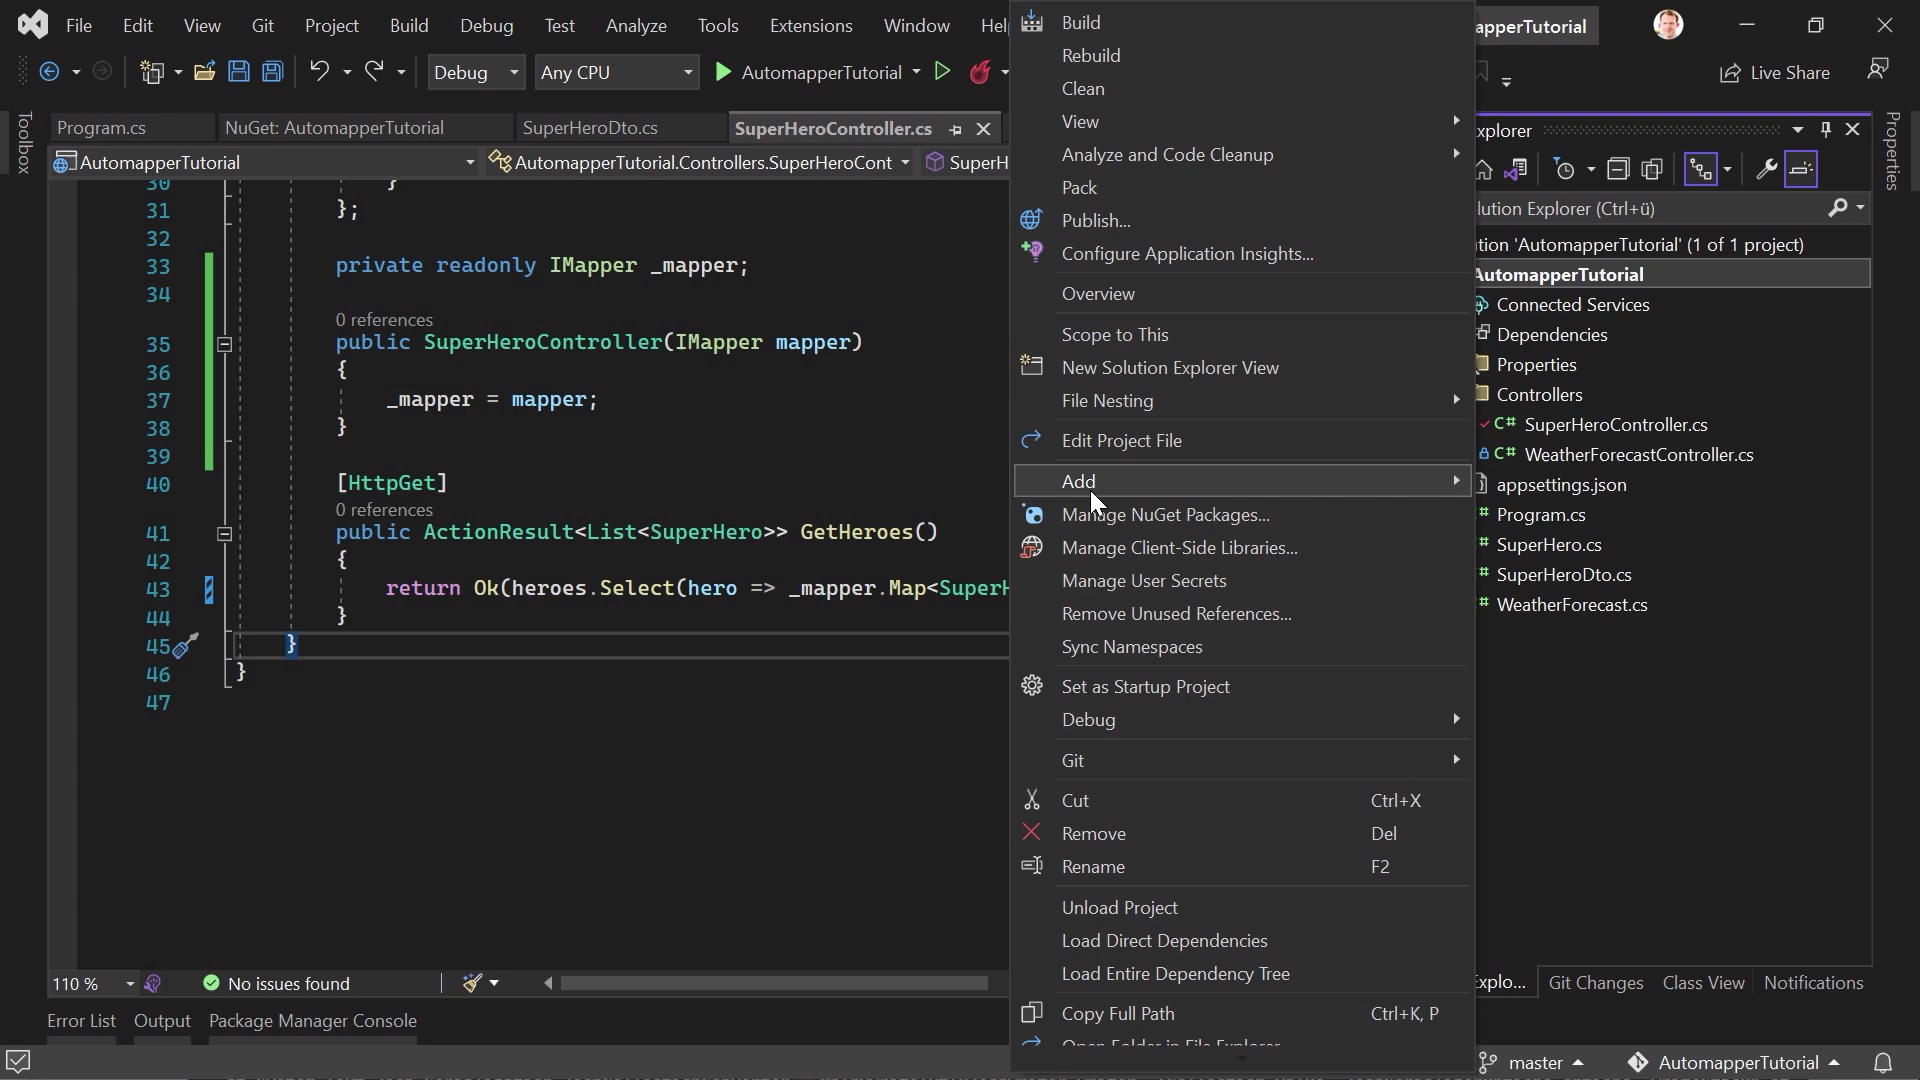 File Edit View Git Project Build Debug Test Analyze Tools Extensions Window Hel
apperTutorial
Debug Any CPU AutomapperTutorial
Live Share
Toolbox
Program.cs NuGet: AutomapperTutorial SuperHeroDto.cs SuperHeroController.cs
AutomapperTutorial AutomapperTutorial.Controllers.SuperHeroCont SuperH
30 }
31 };
32
33 private readonly IMapper _mapper;
34
0 references
35 public SuperHeroController(IMapper mapper)
36 {
37 _mapper = mapper;
38 }
39
40 [HttpGet]
0 references
41 public ActionResult<List<SuperHero>> GetHeroes()
42 {
43 return Ok(heroes.Select(hero => _mapper.Map<SuperH
44 }
45 }
46 }
47
110 % No issues found
Error List Output Package Manager Console
Build
Rebuild
Clean
View
Analyze and Code Cleanup
Pack
Publish...
Configure Application Insights...
Overview
Scope to This
New Solution Explorer View
File Nesting
Edit Project File
Add
Manage NuGet Packages...
Manage Client-Side Libraries...
Manage User Secrets
Remove Unused References...
Sync Namespaces
Set as Startup Project
Debug
Git
Cut Ctrl+X
Remove Del
Rename F2
Unload Project
Load Direct Dependencies
Load Entire Dependency Tree
Copy Full Path Ctrl+K, P
Open Folder in File Explorer
xplorer
lution Explorer (Ctrl+ü)
tion 'AutomapperTutorial' (1 of 1 project)
AutomapperTutorial
Connected Services
Dependencies
Properties
Controllers
C# SuperHeroController.cs
C# WeatherForecastController.cs
appsettings.json
# Program.cs
# SuperHero.cs
# SuperHeroDto.cs
# WeatherForecast.cs
Explo... Git Changes Class View Notifications
Properties
master AutomapperTutorial